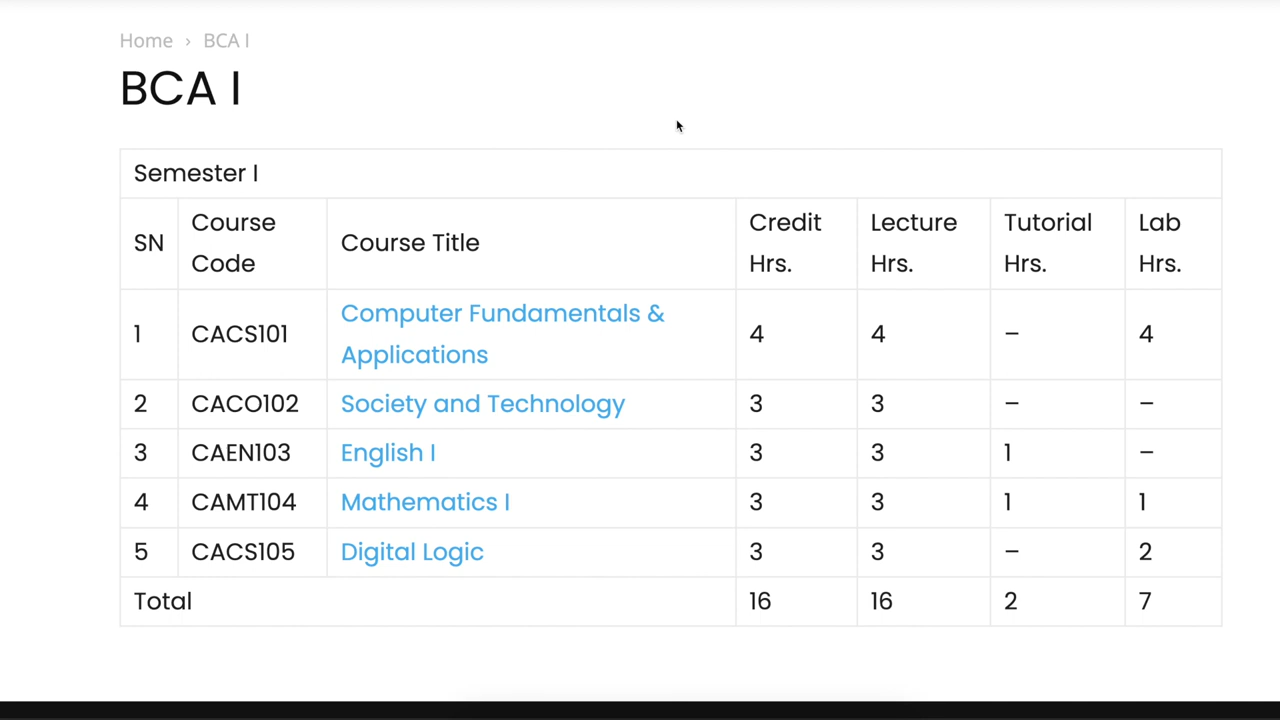 Home › BCA I
BCA I
Semester I
SN Course Code Course Title Credit Hrs. Lecture Hrs. Tutorial Hrs. Lab Hrs.
1 CACS101 Computer Fundamentals & Applications 4 4 – 4
2 CACO102 Society and Technology 3 3 – –
3 CAEN103 English I 3 3 1 –
4 CAMT104 Mathematics I 3 3 1 1
5 CACS105 Digital Logic 3 3 – 2
Total 16 16 2 7